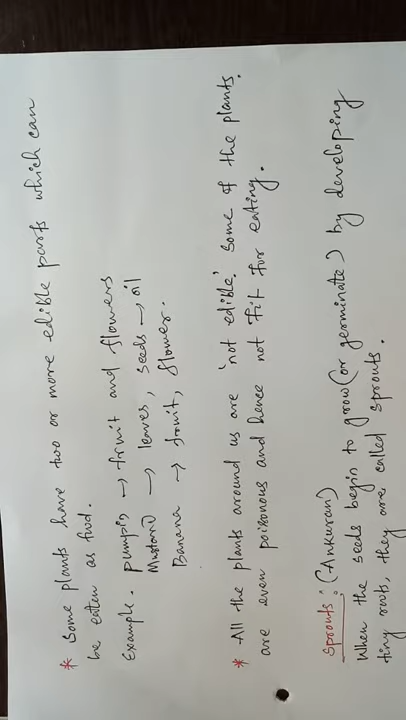 * Some plants have two or more edible parts which can
be eaten as food.
Example. Pumpin → fruit and flowers
Mustard → leaves, seeds → oil
Banana → fruit, flower.
* All the plants around us are 'not edible'. Some of the plants.
are even poisonous and hence not fit for eating.
Sprouts: (Ankuran)
When the seeds begin to grow (or germinate) by developing
tiny roots, they are called sprouts.